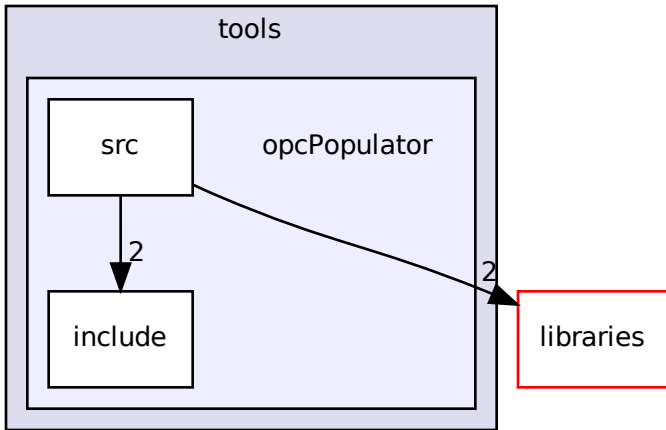 tools
src
opcPopulator
2
2
include
libraries